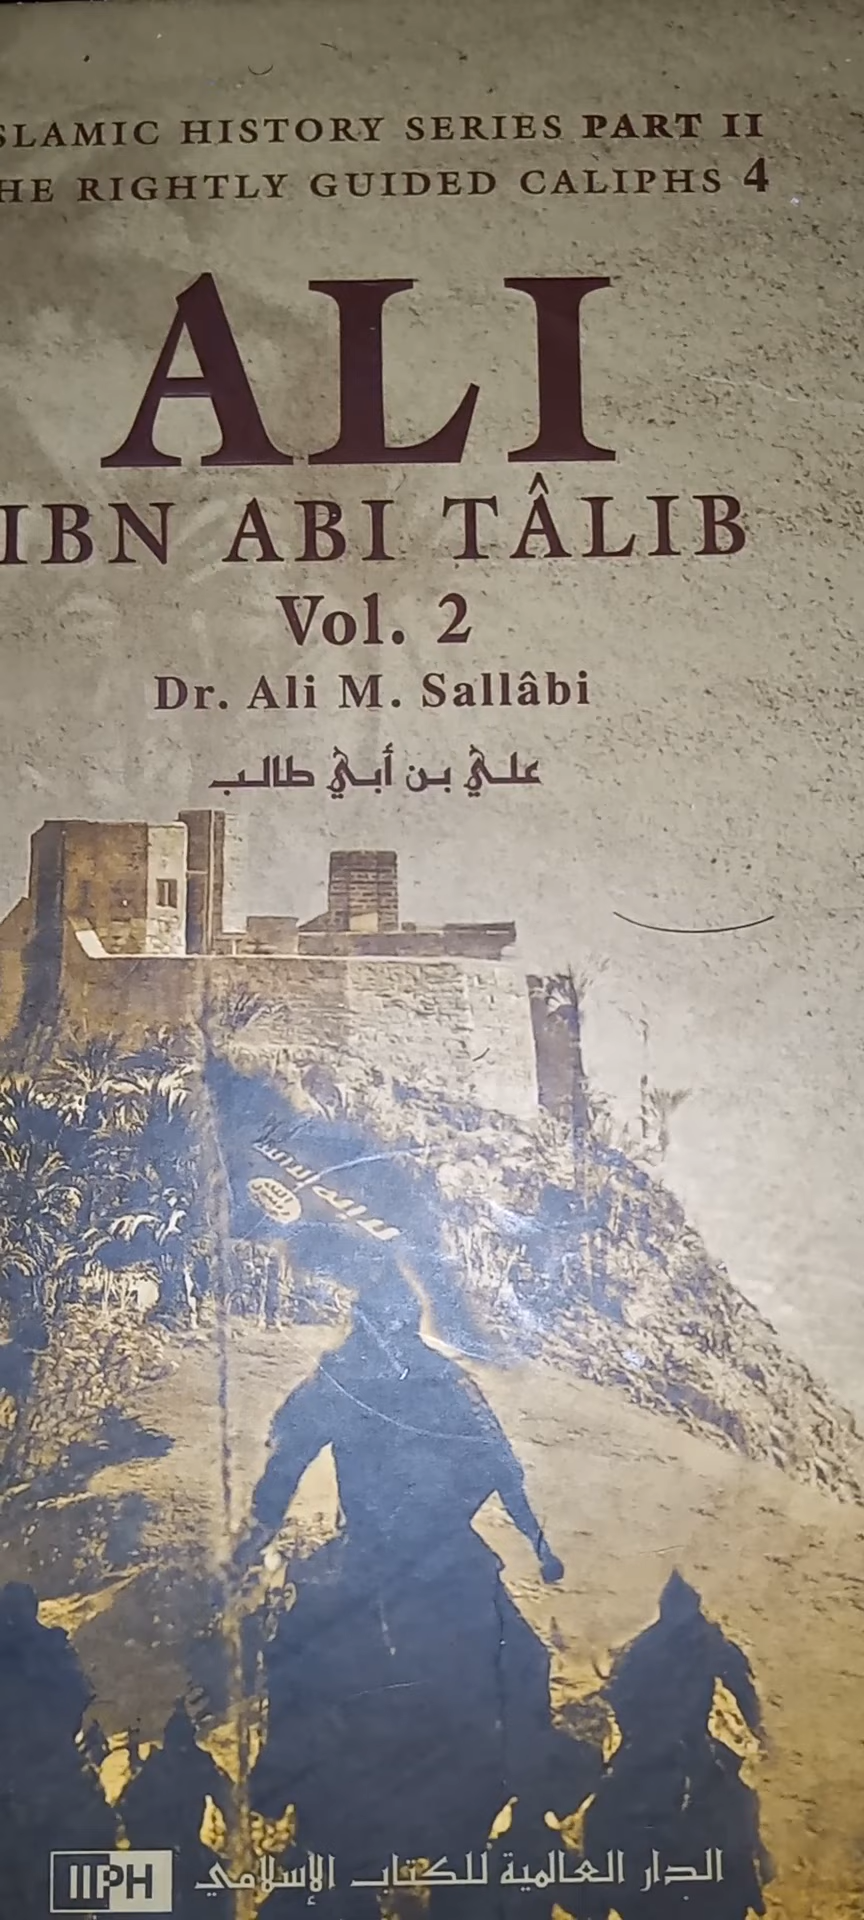 SLAMIC HISTORY SERIES PART II
HE RIGHTLY GUIDED CALIPHS 4
ALI
IBN ABI TÂLIB
Vol. 2
Dr. Ali M. Sallâbi
علي بن أبي طالب
IIPH الدار العالمية للكتاب الإسلامي